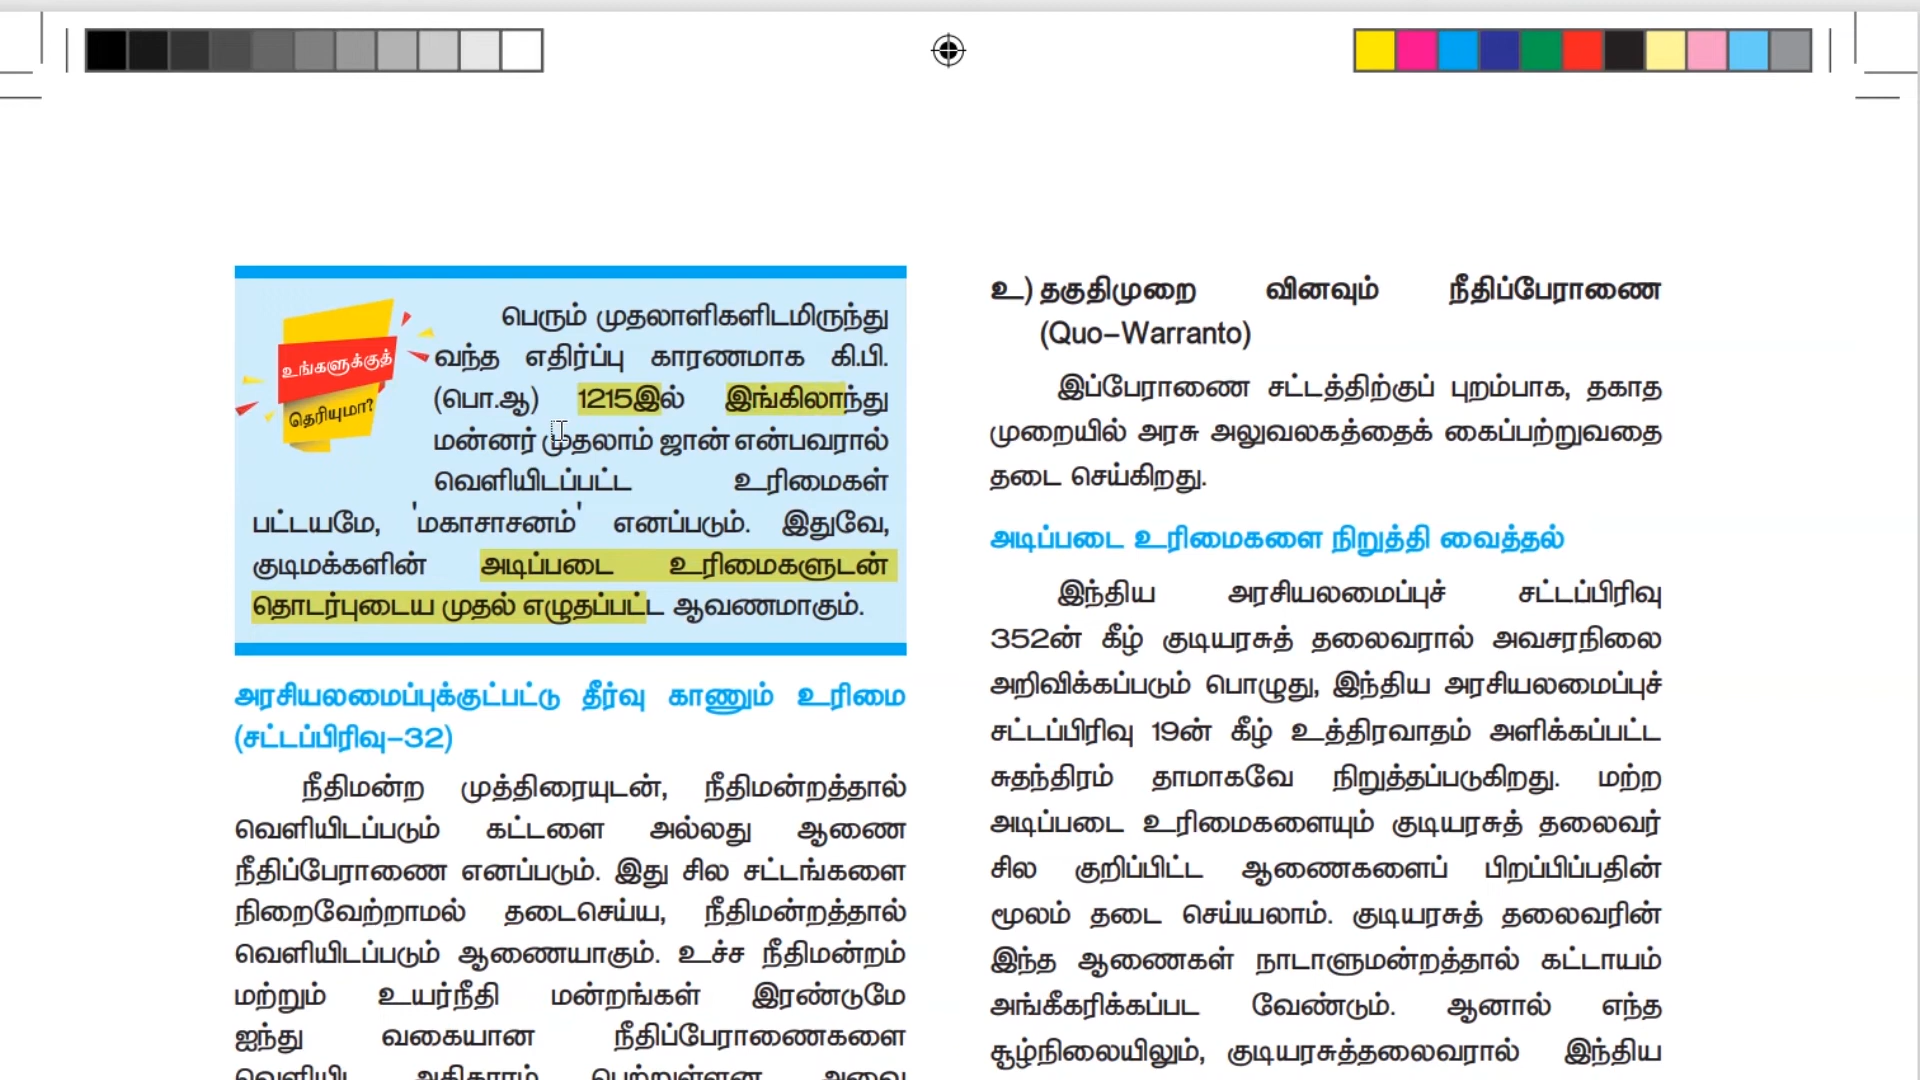 உங்களுக்குத்
தெரியுமா?
பெரும் முதலாளிகளிடமிருந்து
வந்த எதிர்ப்பு காரணமாக கி.பி.
(பொ.ஆ) 1215இல் இங்கிலாந்து
மன்னர் முதலாம் ஜான் என்பவரால்
வெளியிடப்பட்ட உரிமைகள்
பட்டயமே, 'மகாசாசனம்' எனப்படும். இதுவே,
குடிமக்களின் அடிப்படை உரிமைகளுடன்
தொடர்புடைய முதல் எழுதப்பட்ட ஆவணமாகும்.
அரசியலமைப்புக்குட்பட்டு தீர்வு காணும் உரிமை
(சட்டப்பிரிவு–32)
நீதிமன்ற முத்திரையுடன், நீதிமன்றத்தால்
வெளியிடப்படும் கட்டளை அல்லது ஆணை
நீதிப்பேராணை எனப்படும். இது சில சட்டங்களை
நிறைவேற்றாமல் தடைசெய்ய, நீதிமன்றத்தால்
வெளியிடப்படும் ஆணையாகும். உச்ச நீதிமன்றம்
மற்றும் உயர்நீதி மன்றங்கள் இரண்டுமே
ஐந்து வகையான நீதிப்பேராணைகளை
வெளியிட அதிகாரம் பெற்றுள்ளன. அவை
உ) தகுதிமுறை வினவும் நீதிப்பேராணை
(Quo–Warranto)
இப்பேராணை சட்டத்திற்குப் புறம்பாக, தகாத
முறையில் அரசு அலுவலகத்தைக் கைப்பற்றுவதை
தடை செய்கிறது.
அடிப்படை உரிமைகளை நிறுத்தி வைத்தல்
இந்திய அரசியலமைப்புச் சட்டப்பிரிவு
352ன் கீழ் குடியரசுத் தலைவரால் அவசரநிலை
அறிவிக்கப்படும் பொழுது, இந்திய அரசியலமைப்புச்
சட்டப்பிரிவு 19ன் கீழ் உத்திரவாதம் அளிக்கப்பட்ட
சுதந்திரம் தாமாகவே நிறுத்தப்படுகிறது. மற்ற
அடிப்படை உரிமைகளையும் குடியரசுத் தலைவர்
சில குறிப்பிட்ட ஆணைகளைப் பிறப்பிப்பதின்
மூலம் தடை செய்யலாம். குடியரசுத் தலைவரின்
இந்த ஆணைகள் நாடாளுமன்றத்தால் கட்டாயம்
அங்கீகரிக்கப்பட வேண்டும். ஆனால் எந்த
சூழ்நிலையிலும், குடியரசுத்தலைவரால் இந்திய